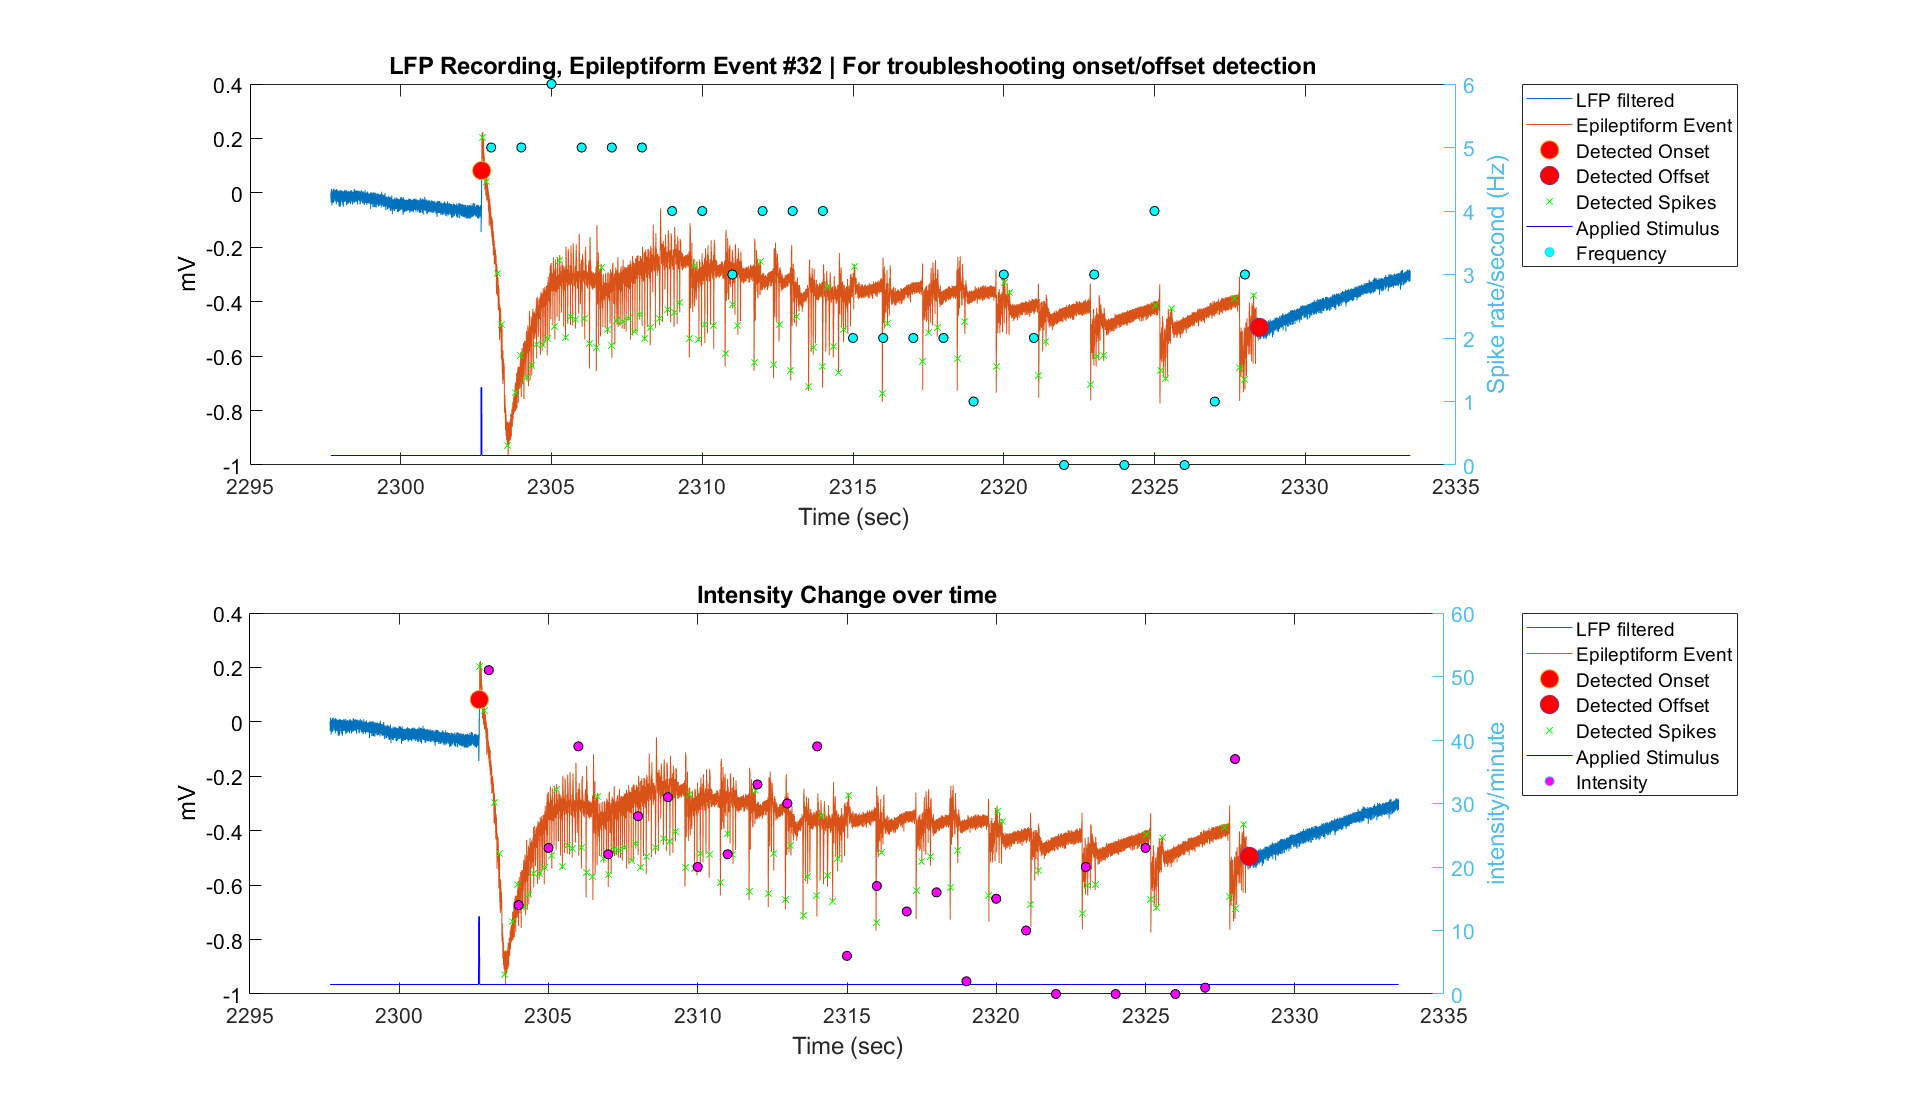 LFP Recording, Epileptiform Event #32 | For troubleshooting onset/offset detection
0.4
0.2
0
-0.2
-0.4
-0.6
-0.8
-1
mV
2295
2300
2305
2310
2315
2320
2325
2330
2335
Time (sec)
6
5
4
3
2
1
0
Spike rate/second (Hz)
LFP filtered
Epileptiform Event
Detected Onset
Detected Offset
Detected Spikes
Applied Stimulus
Frequency
Intensity Change over time
0.4
0.2
0
-0.2
-0.4
-0.6
-0.8
-1
mV
2295
2300
2305
2310
2315
2320
2325
2330
2335
Time (sec)
60
50
40
30
20
10
0
intensity/minute
LFP filtered
Epileptiform Event
Detected Onset
Detected Offset
Detected Spikes
Applied Stimulus
Intensity